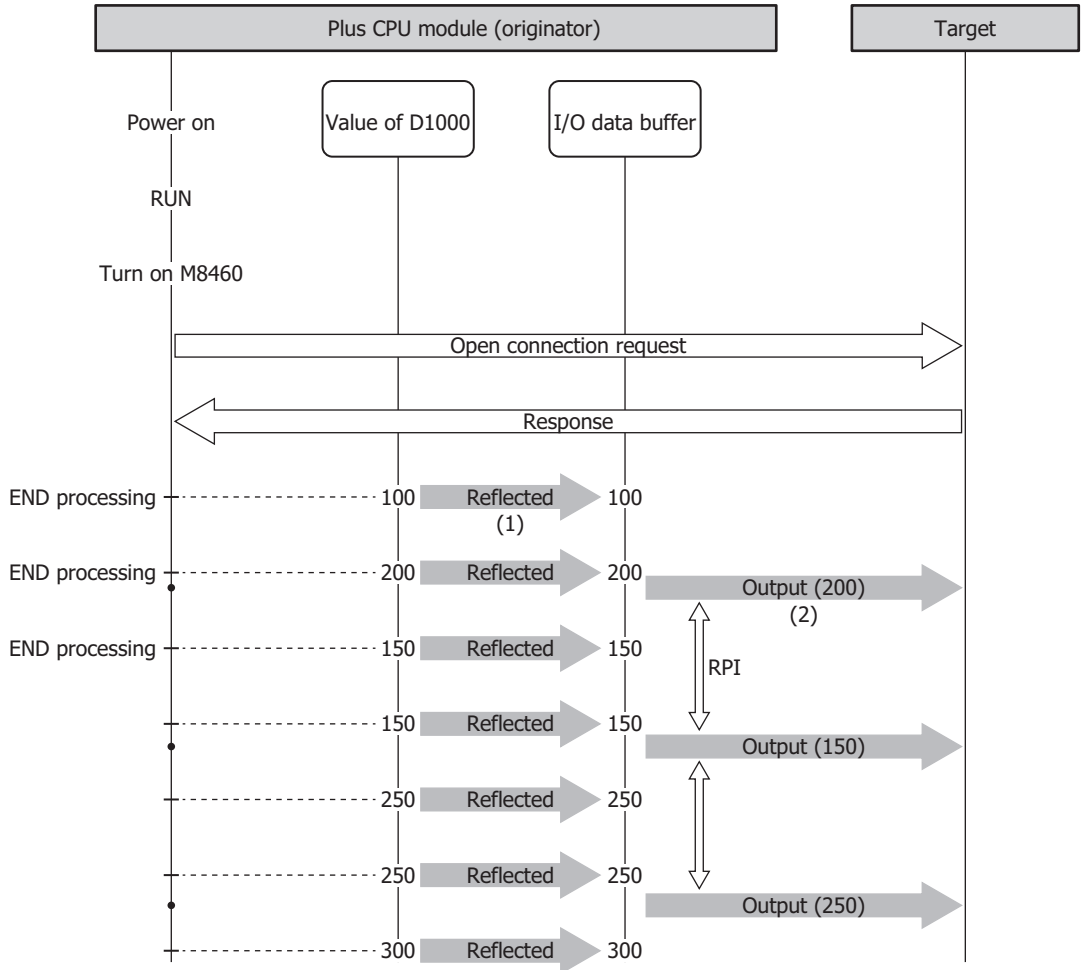 Plus CPU module (originator)
Target
Power on
Value of D1000
I/O data buffer
RUN
Turn on M8460
Open connection request
Response
END processing
100
Reflected
100
(1)
END processing
200
Reflected
200
Output (200)
(2)
END processing
150
Reflected
150
RPI
150
Reflected
150
Output (150)
250
Reflected
250
250
Reflected
250
Output (250)
300
Reflected
300